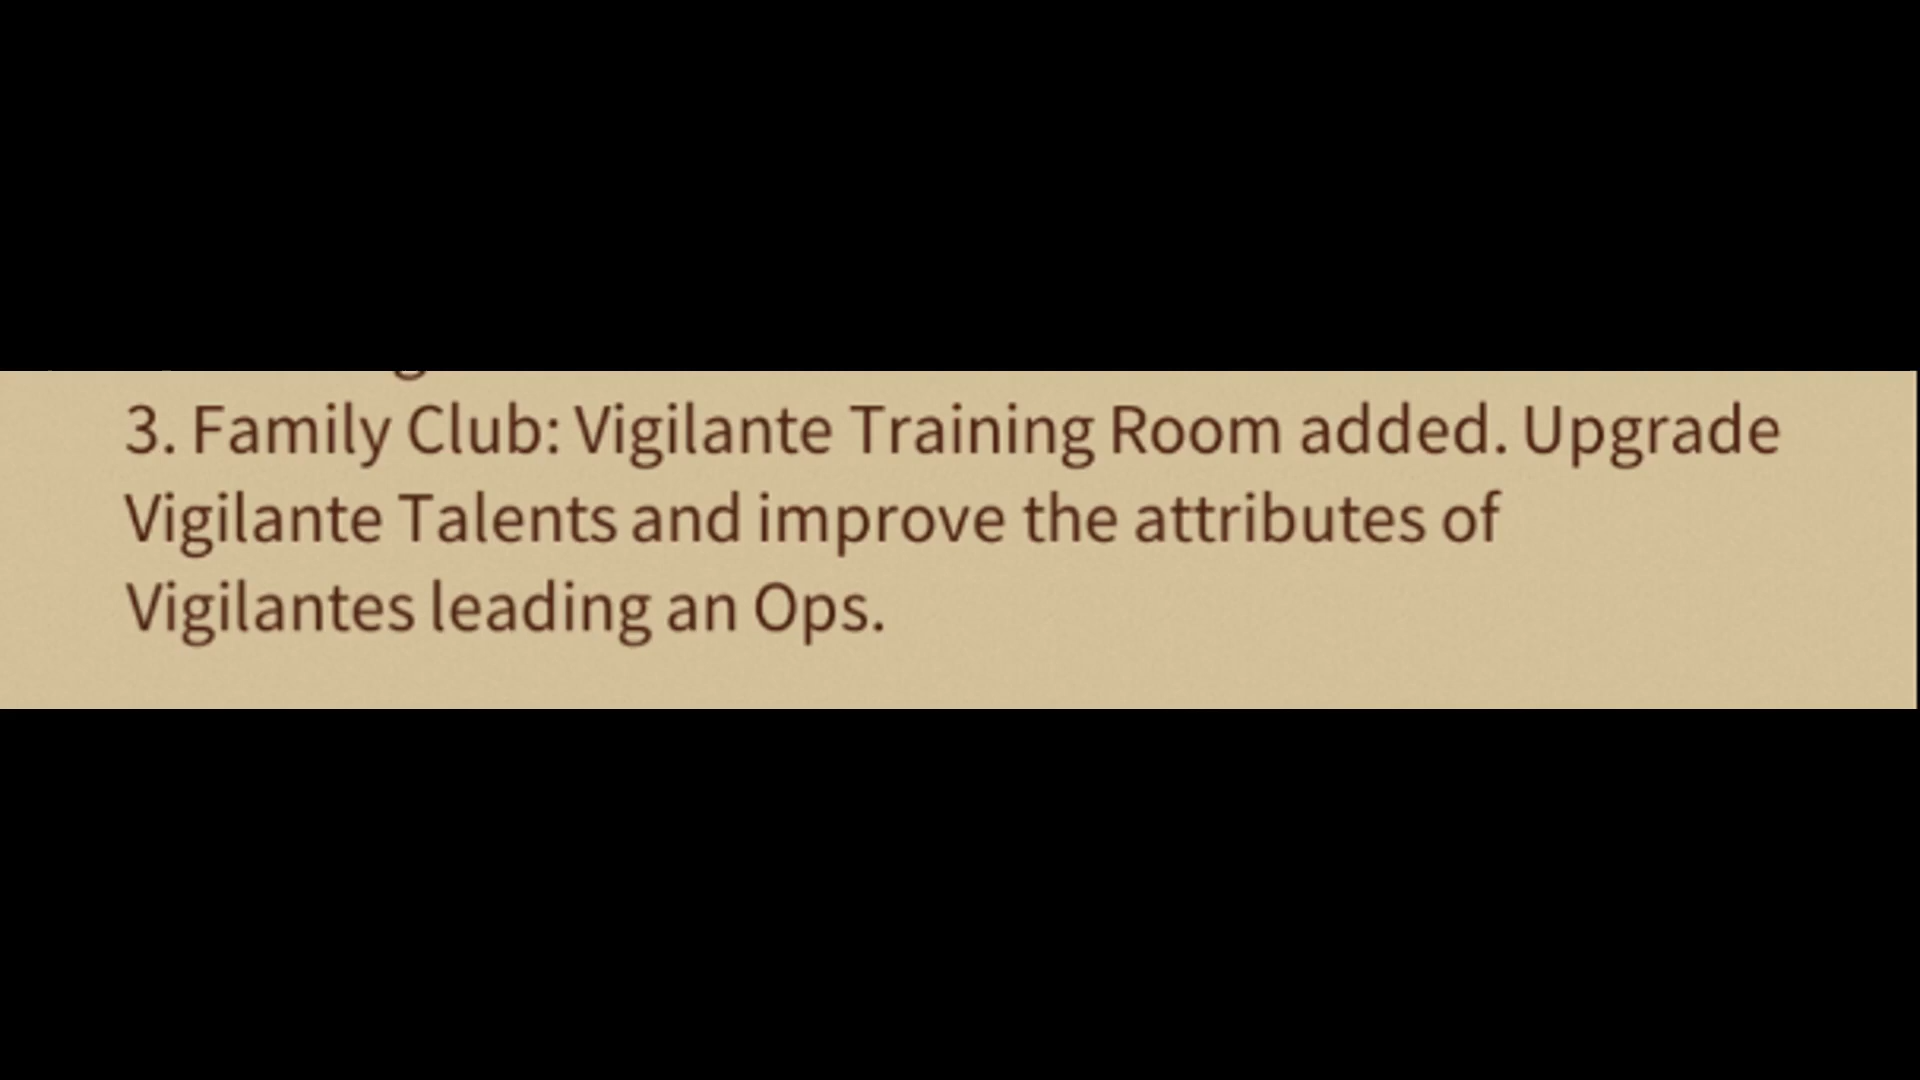 3. Family Club: Vigilante Training Room added. Upgrade
Vigilante Talents and improve the attributes of
Vigilantes leading an Ops.